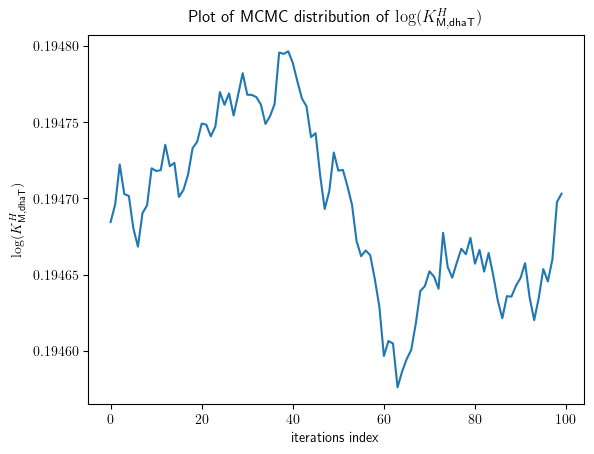 Plot of MCMC distribution of log(K^H_{M,dhaT})
log(K^H_{M,dhaT})
0.19480
0.19475
0.19470
0.19465
0.19460
0 20 40 60 80 100
iterations index